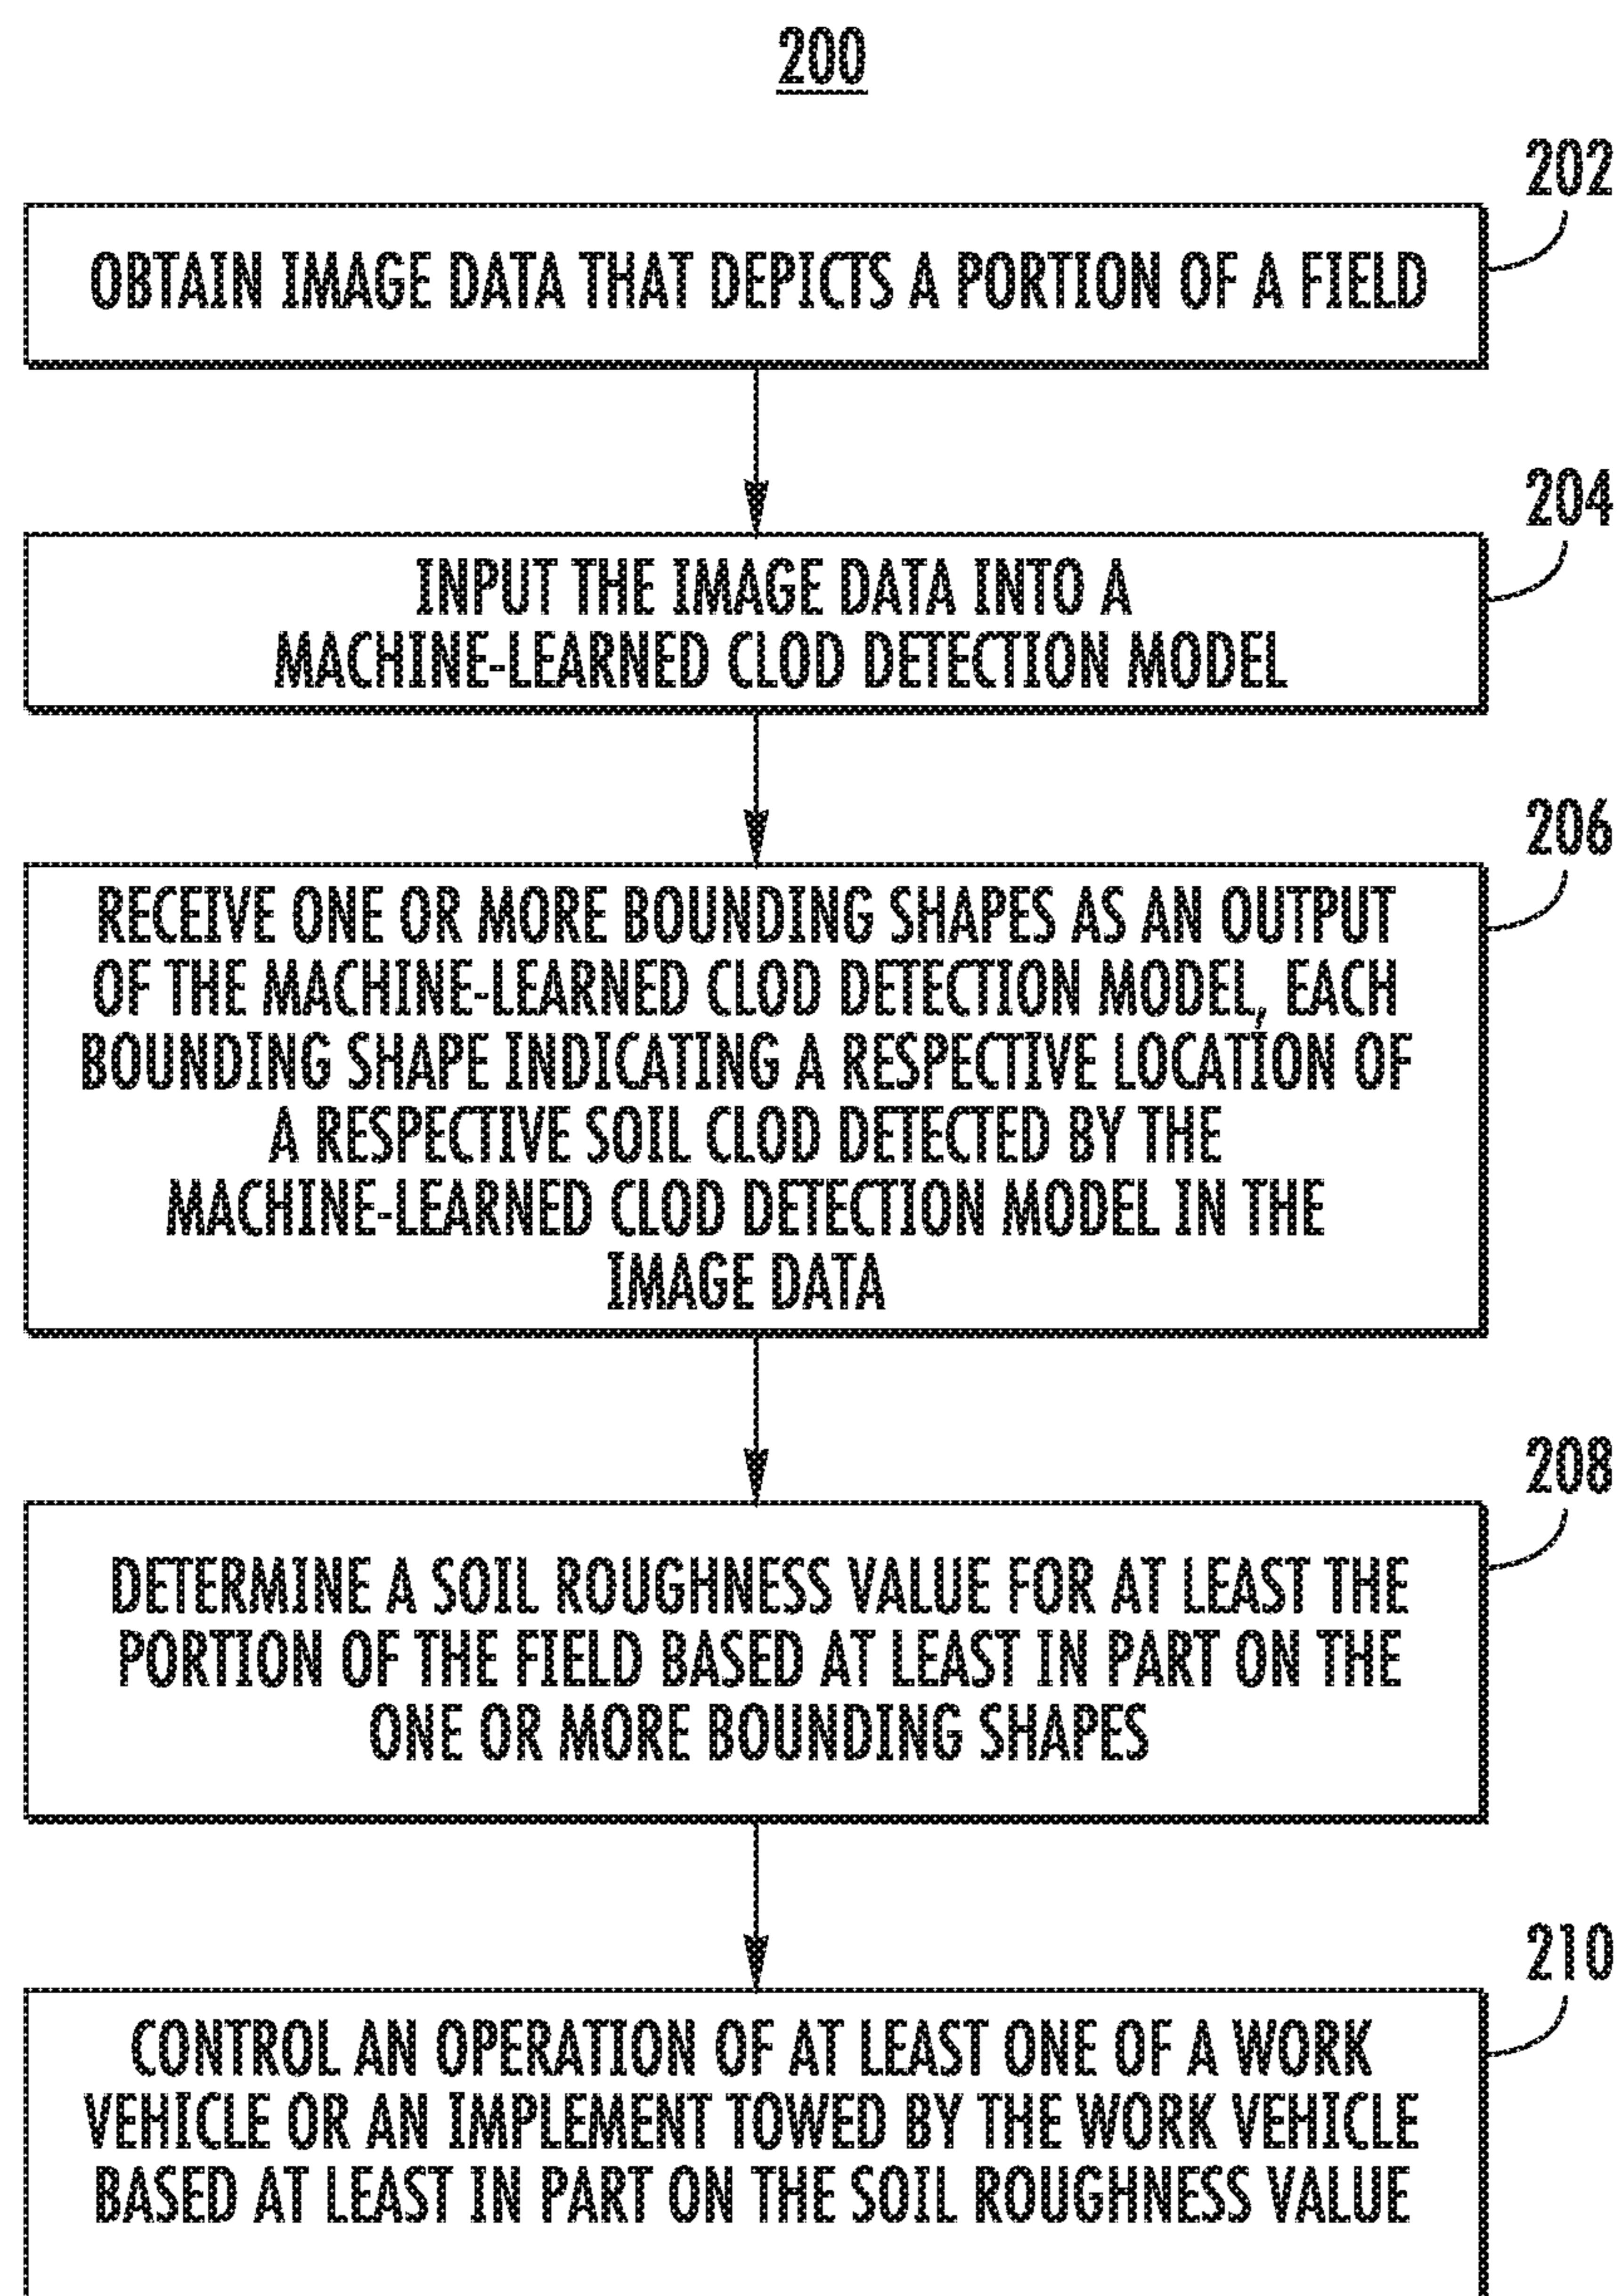 200
202
OBTAIN IMAGE DATA THAT DEPICTS A PORTION OF A FIELD
204
INPUT THE IMAGE DATA INTO A
MACHINE-LEARNED CLOD DETECTION MODEL
206
RECEIVE ONE OR MORE BOUNDING SHAPES AS AN OUTPUT
OF THE MACHINE-LEARNED CLOD DETECTION MODEL, EACH
BOUNDING SHAPE INDICATING A RESPECTIVE LOCATION OF
A RESPECTIVE SOIL CLOD DETECTED BY THE
MACHINE-LEARNED CLOD DETECTION MODEL IN THE
IMAGE DATA
208
DETERMINE A SOIL ROUGHNESS VALUE FOR AT LEAST THE
PORTION OF THE FIELD BASED AT LEAST IN PART ON THE
ONE OR MORE BOUNDING SHAPES
210
CONTROL AN OPERATION OF AT LEAST ONE OF A WORK
VEHICLE OR AN IMPLEMENT TOWED BY THE WORK VEHICLE
BASED AT LEAST IN PART ON THE SOIL ROUGHNESS VALUE